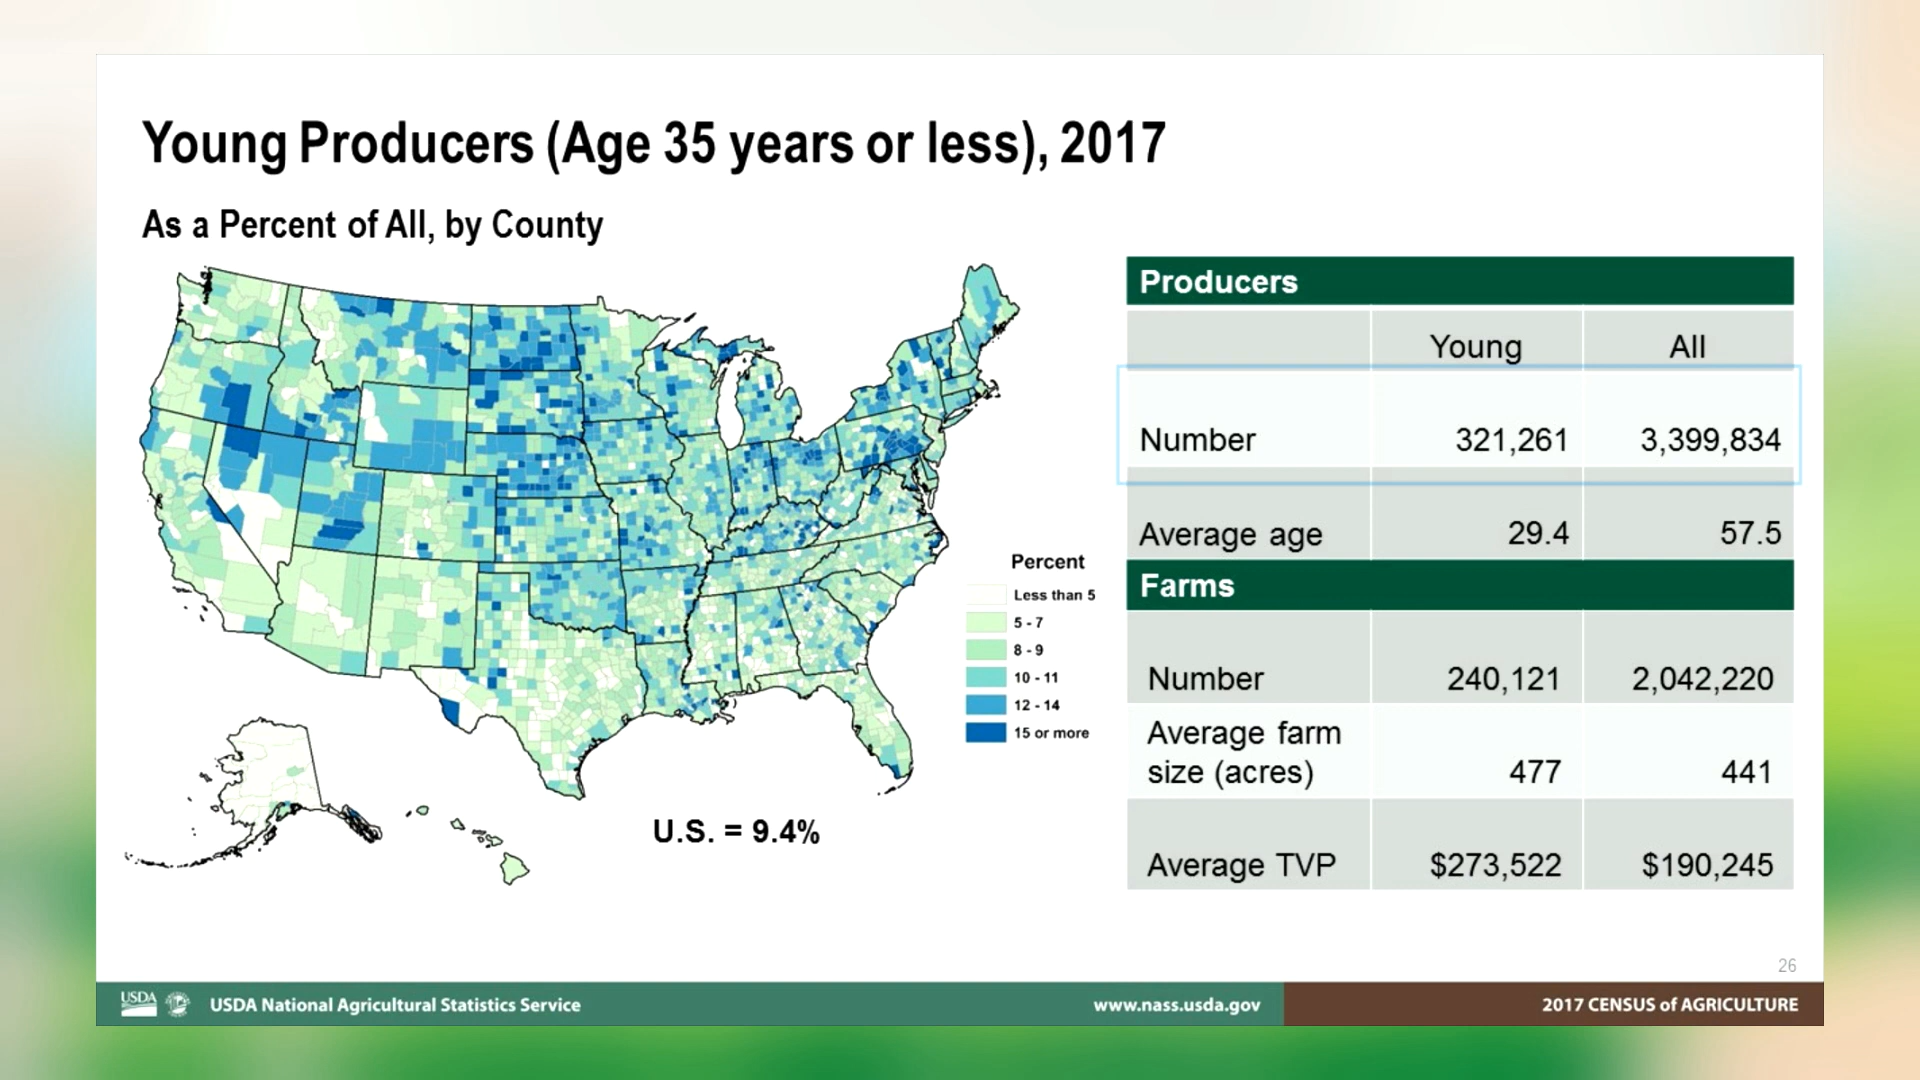 Young Producers (Age 35 years or less), 2017
As a Percent of All, by County
Percent
Less than 5
5 - 7
8 - 9
10 - 11
12 - 14
15 or more
U.S. = 9.4%
Producers
Young All
Number 321,261 3,399,834
Average age 29.4 57.5
Farms
Number 240,121 2,042,220
Average farm
size (acres) 477 441
Average TVP $273,522 $190,245
26
USDA USDA National Agricultural Statistics Service www.nass.usda.gov 2017 CENSUS of AGRICULTURE